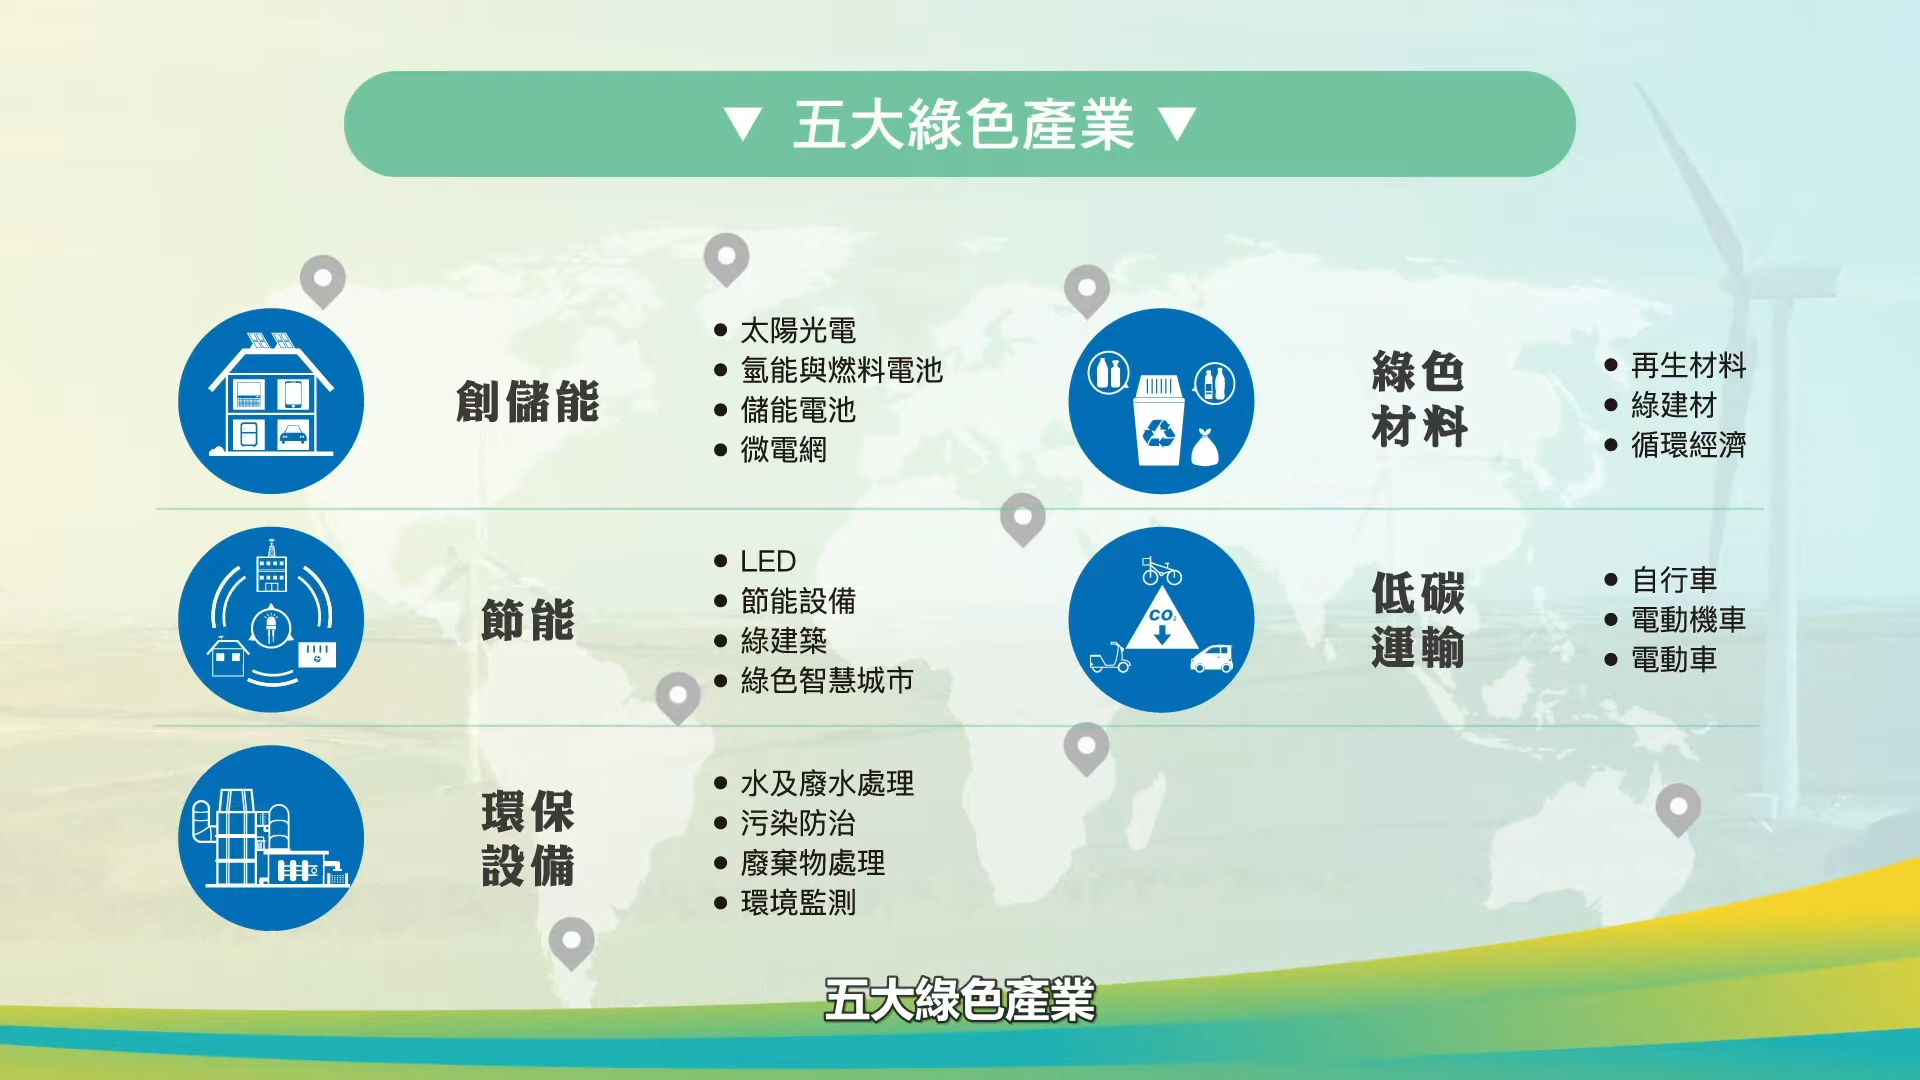 ▼ 五大綠色產業 ▼
創儲能
• 太陽光電
• 氫能與燃料電池
• 儲能電池
• 微電網
綠色
材料
• 再生材料
• 綠建材
• 循環經濟
節能
• LED
• 節能設備
• 綠建築
• 綠色智慧城市
CO₂
低碳
運輸
• 自行車
• 電動機車
• 電動車
環保
設備
• 水及廢水處理
• 污染防治
• 廢棄物處理
• 環境監測
五大綠色產業